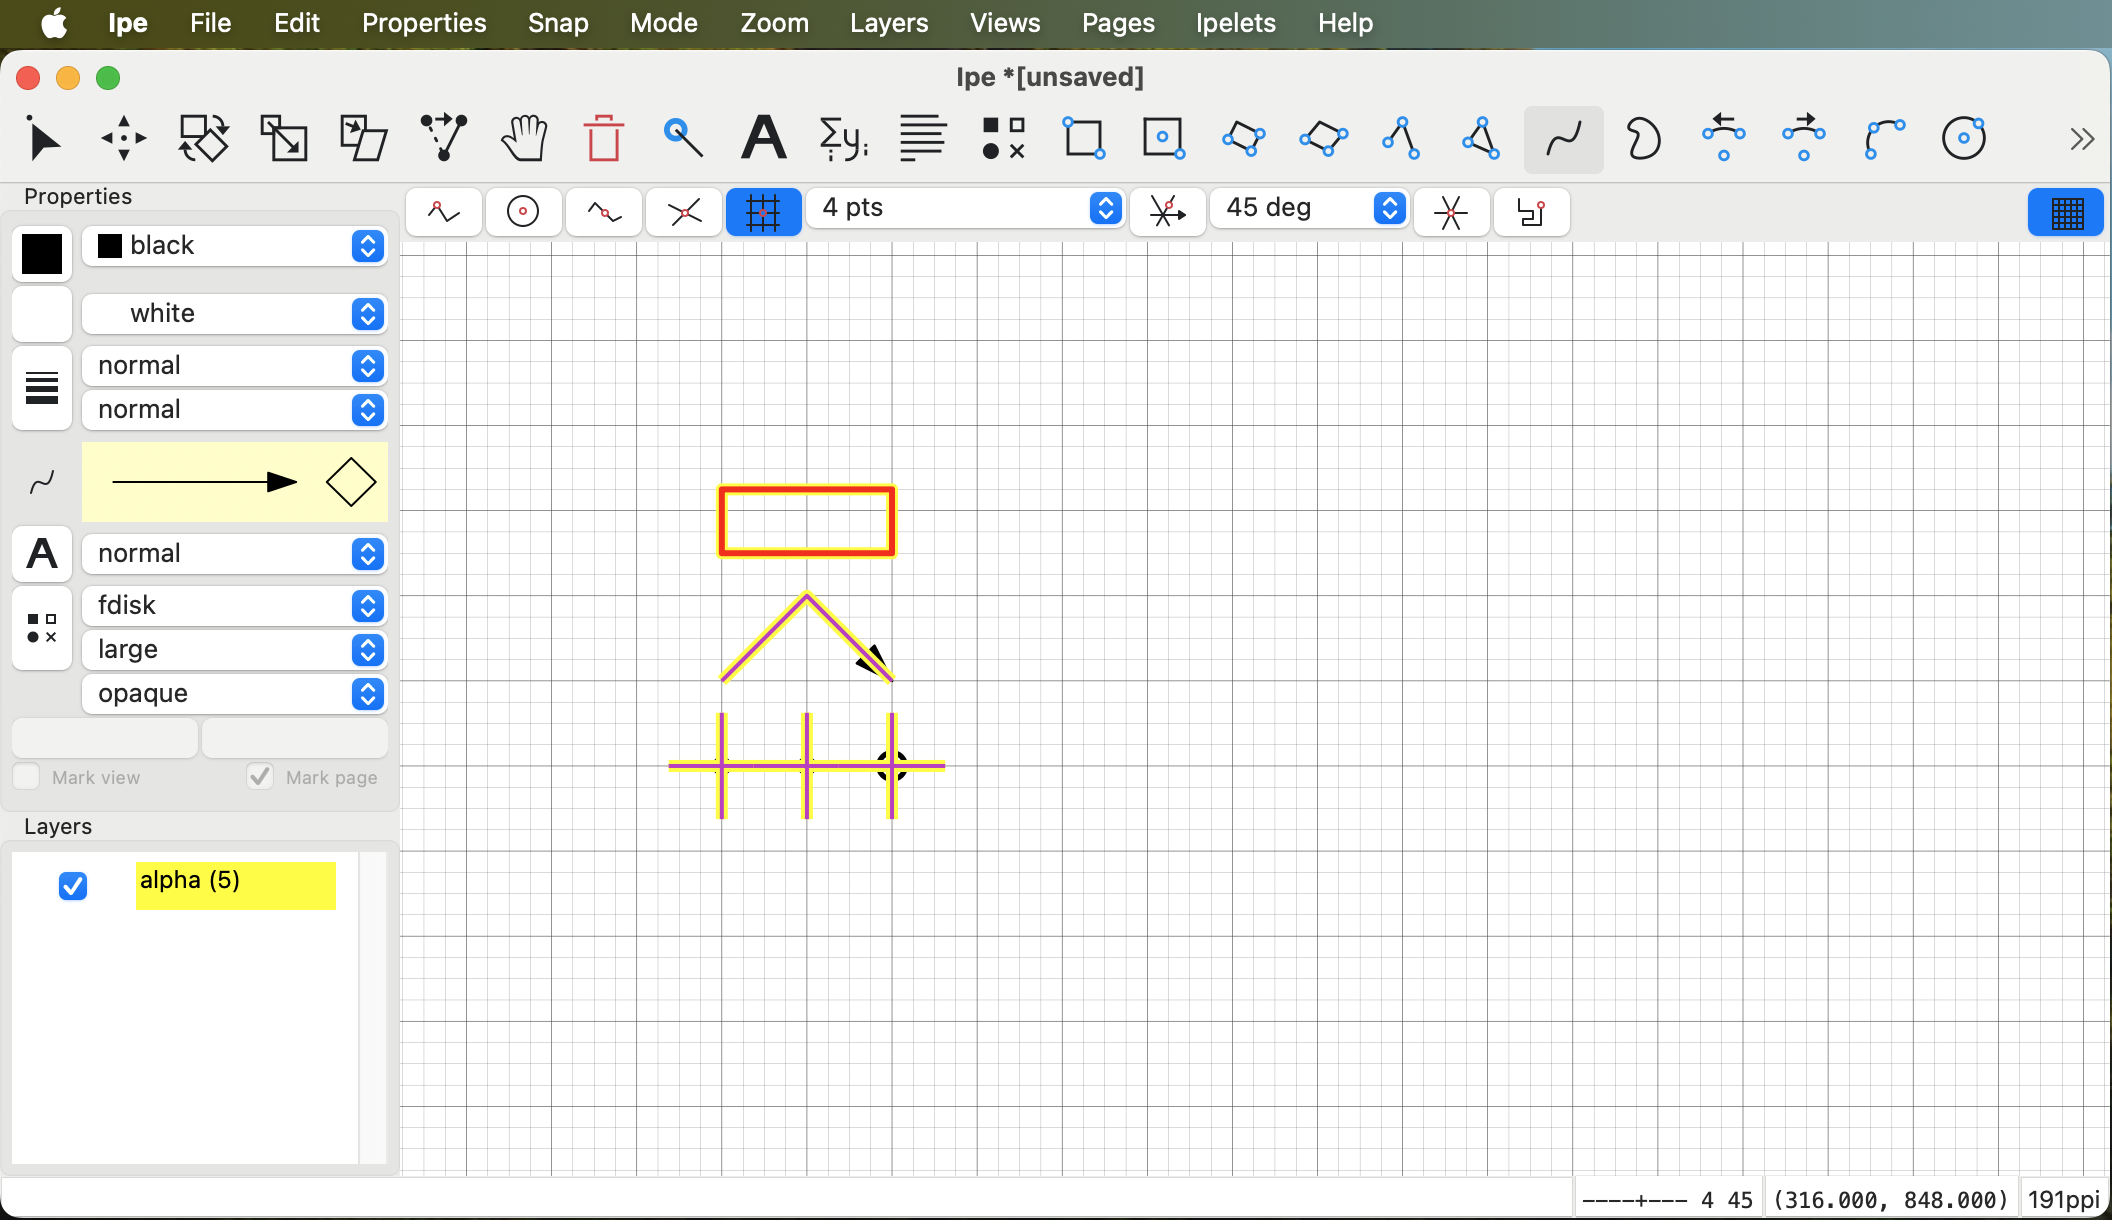 Ipe File Edit Properties Snap Mode Zoom Layers Views Pages Ipelets Help
Ipe *[unsaved]
Properties
4 pts
45 deg
black
white
normal
normal
A
normal
fdisk
large
opaque
Mark view
Mark page
Layers
alpha (5)
----+--- 4 45
(316.000, 848.000)
191ppi